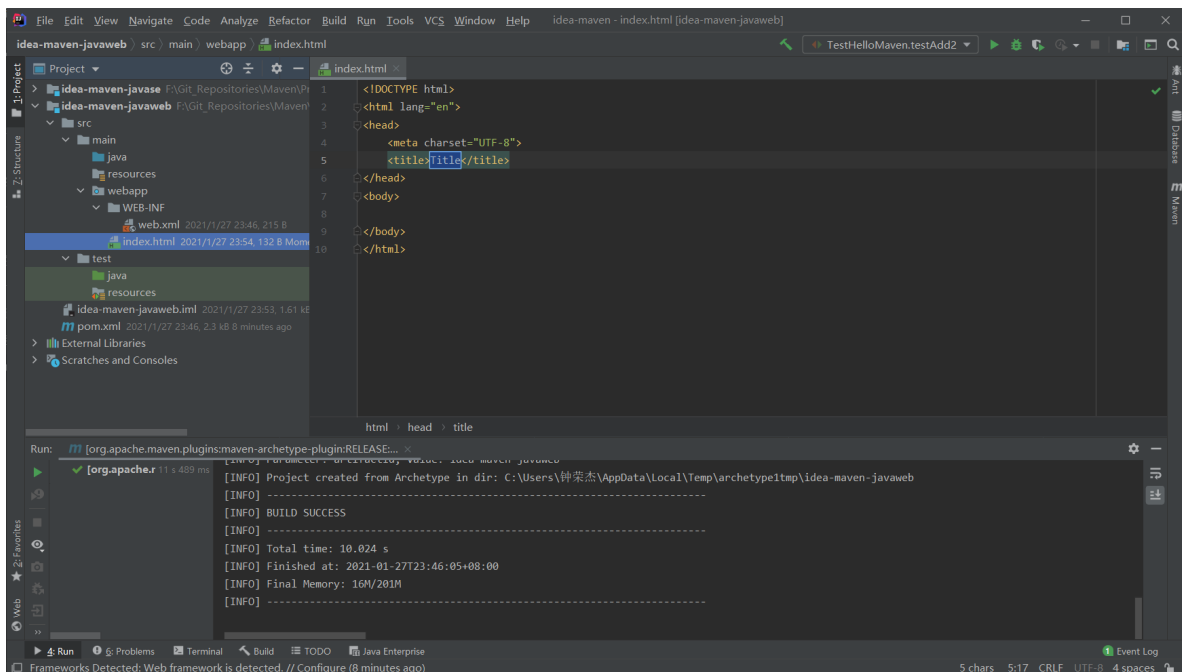 File Edit View Navigate Code Analyze Refactor Build Run Tools VCS Window Help idea-maven - index.html [idea-maven-javaweb]
idea-maven-javaweb src main webapp index.html
TestHelloMaven.testAdd2
1: Project
Z: Structure
2: Favorites
Web
Project
idea-maven-javase F:\Git_Repositories\Maven\Pr
idea-maven-javaweb F:\Git_Repositories\Maven\
src
main
java
resources
webapp
WEB-INF
web.xml 2021/1/27 23:46, 215 B
index.html 2021/1/27 23:54, 132 B Mome
test
java
resources
idea-maven-javaweb.iml 2021/1/27 23:53, 1.61 kB
pom.xml 2021/1/27 23:46, 2.3 kB 8 minutes ago
External Libraries
Scratches and Consoles
index.html
1 <!DOCTYPE html>
2 <html lang="en">
3 <head>
4 <meta charset="UTF-8">
5 <title>Title</title>
6 </head>
7 <body>
8
9 </body>
10 </html>
html head title
Ant
Database
Maven
Run: [org.apache.maven.plugins:maven-archetype-plugin:RELEASE:...
[org.apache.r 11 s 489 ms
[INFO] Parameter: artifactId, Value: idea-maven-javaweb
[INFO] Project created from Archetype in dir: C:\Users\钟荣杰\AppData\Local\Temp\archetype1tmp\idea-maven-javaweb
[INFO] ------------------------------------------------------------------------
[INFO] BUILD SUCCESS
[INFO] ------------------------------------------------------------------------
[INFO] Total time: 10.024 s
[INFO] Finished at: 2021-01-27T23:46:05+08:00
[INFO] Final Memory: 16M/201M
[INFO] ------------------------------------------------------------------------
4: Run 6: Problems Terminal Build TODO Java Enterprise 1 Event Log
Frameworks Detected: Web framework is detected. // Configure (8 minutes ago) 5 chars 5:17 CRLF UTF-8 4 spaces